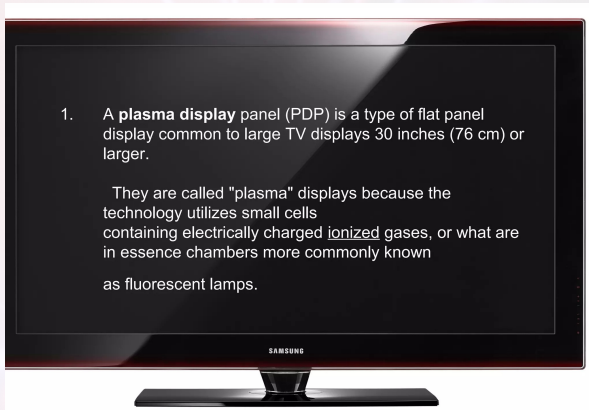 1. A plasma display panel (PDP) is a type of flat panel
display common to large TV displays 30 inches (76 cm) or
larger.
They are called "plasma" displays because the
technology utilizes small cells
containing electrically charged ionized gases, or what are
in essence chambers more commonly known
as fluorescent lamps.
SAMSUNG